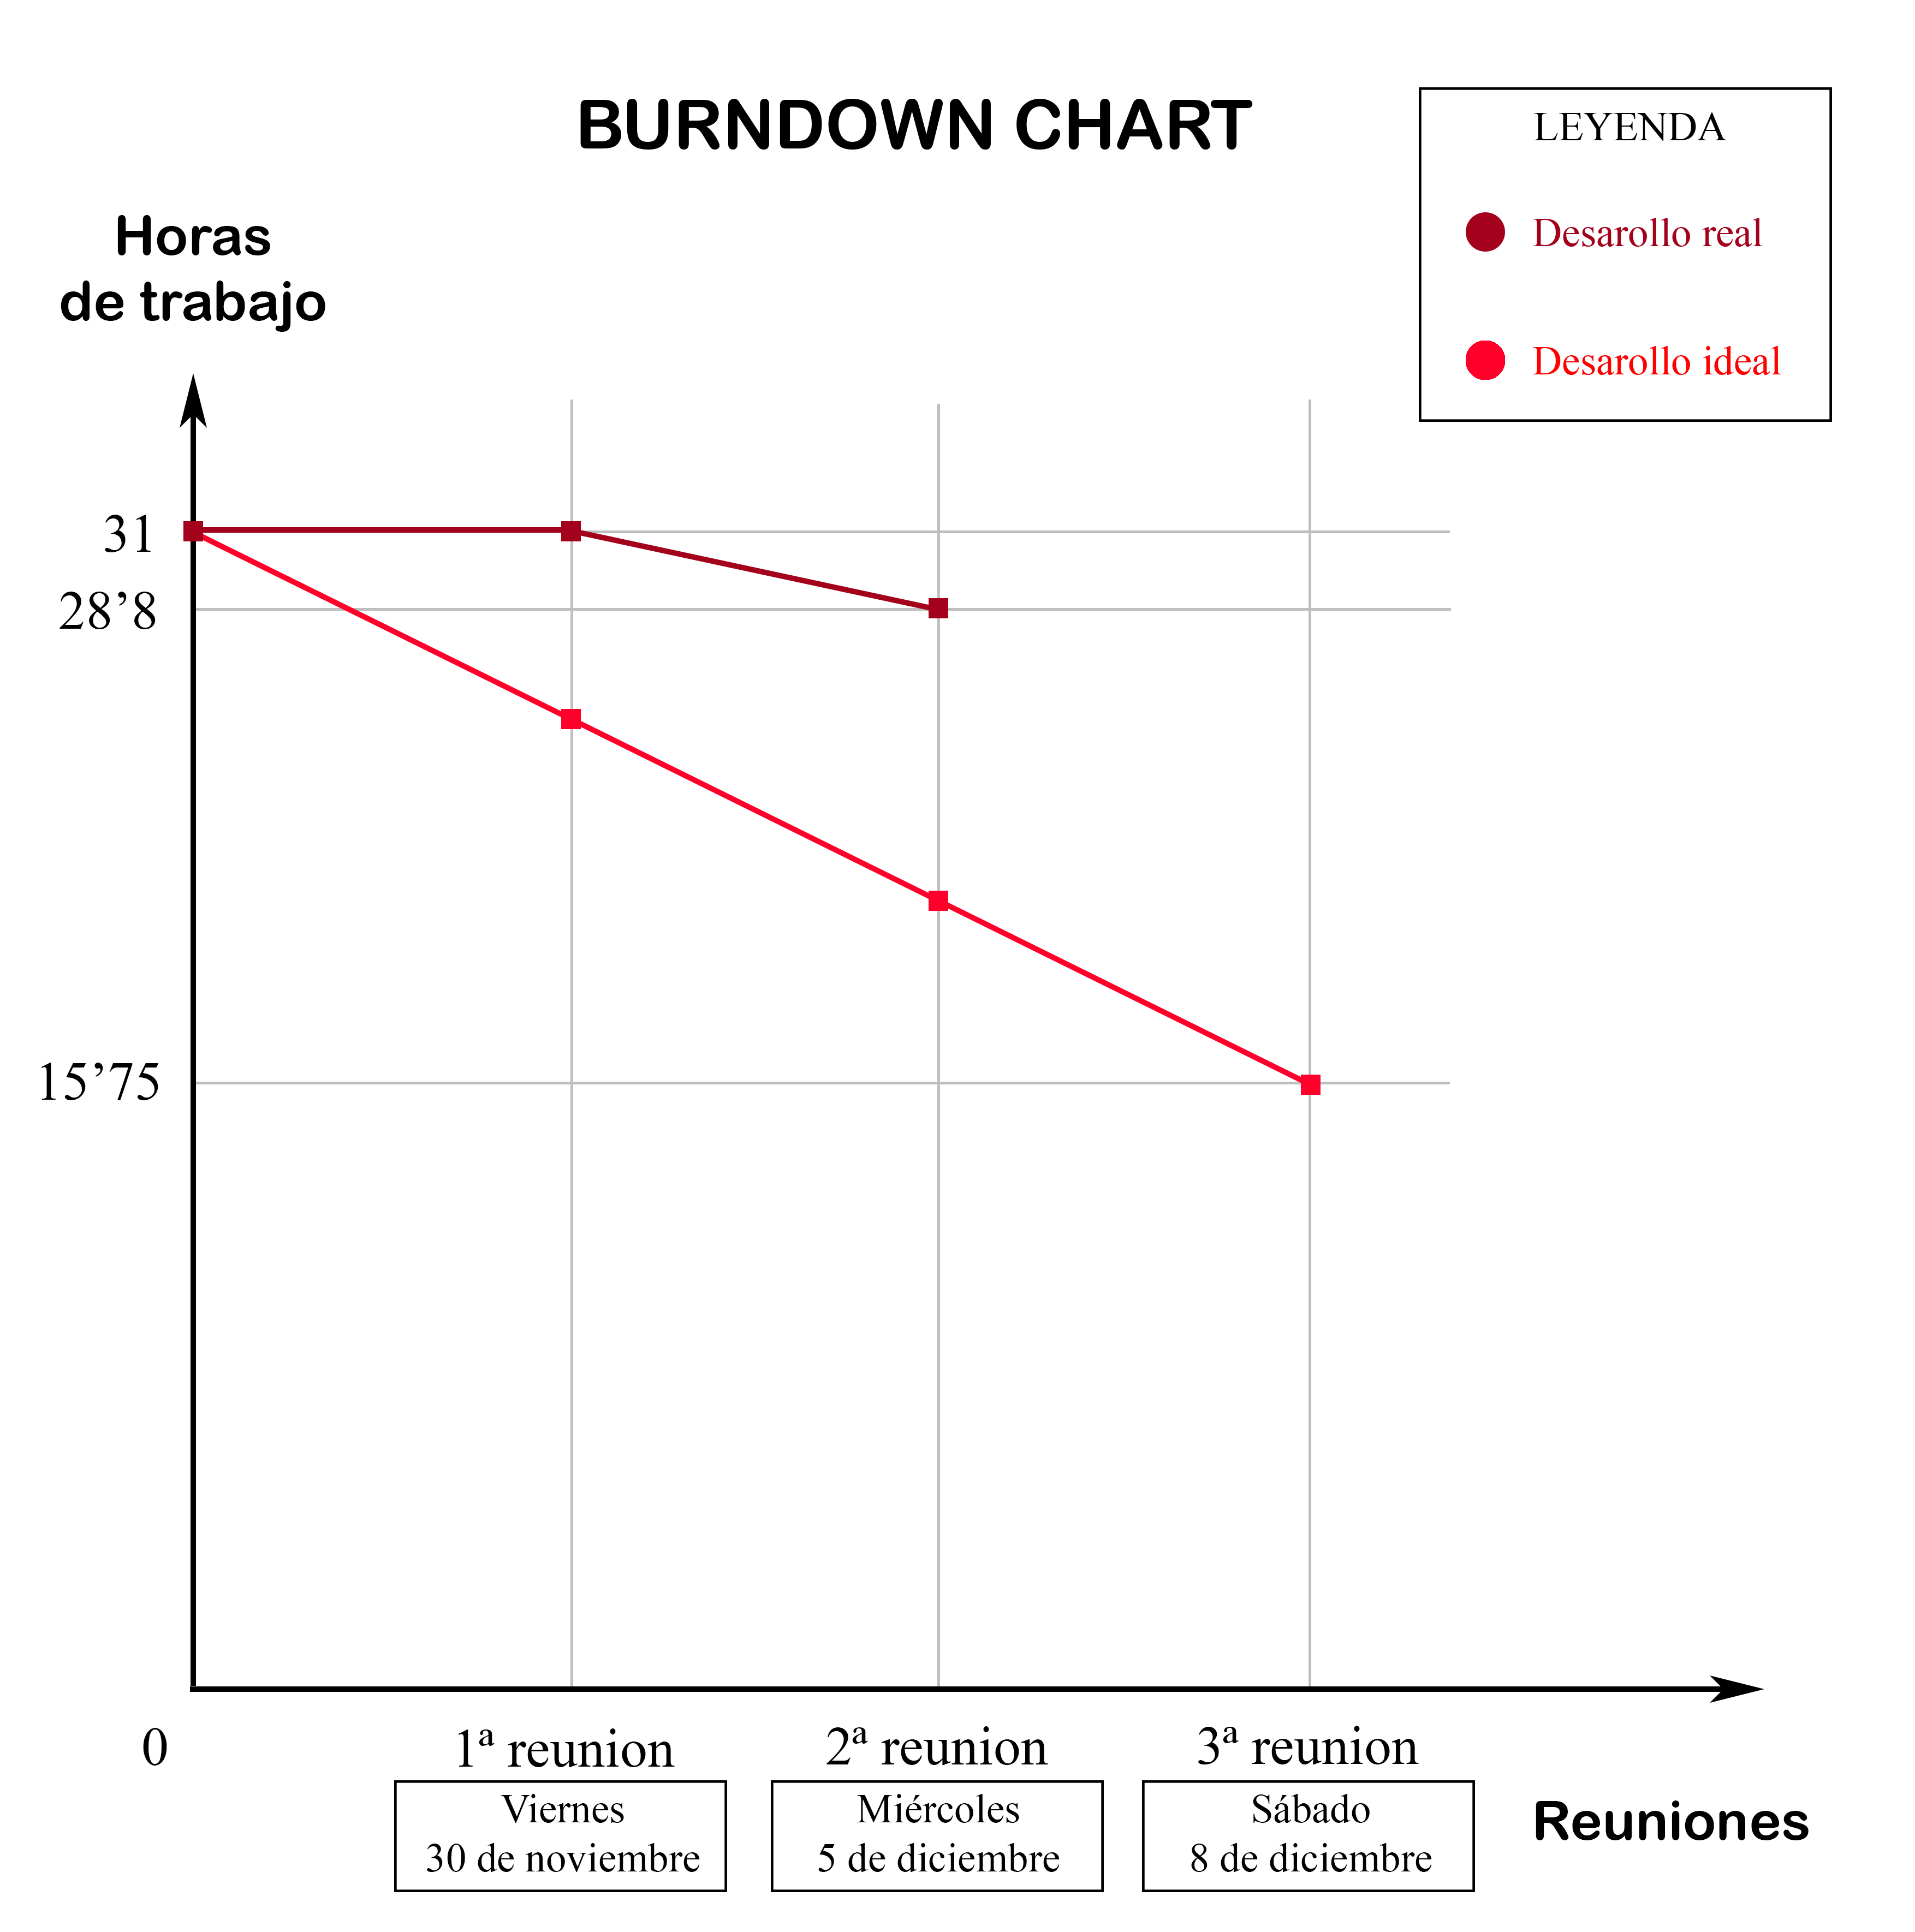 BURNDOWN CHART
LEYENDA
Desarollo real
Desarollo ideal
Horas
de trabajo
31
28’8
15’75
0
1ª reunion
2ª reunion
3ª reunion
Viernes
30 de noviembre
Miércoles
5 de diciembre
Sábado
8 de diciembre
Reuniones